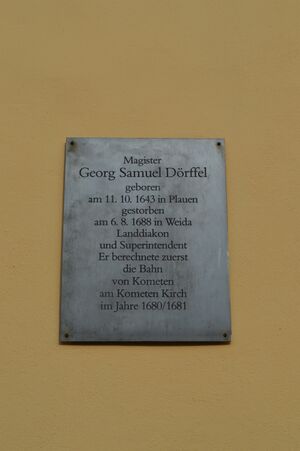 Magister
Georg Samuel Dörffel
geboren
am 11. 10. 1643 in Plauen
gestorben
am 6. 8. 1688 in Weida
Landdiakon
und Superintendent
Er berechnete zuerst
die Bahn
von Kometen
am Kometen Kirch
im Jahre 1680/1681